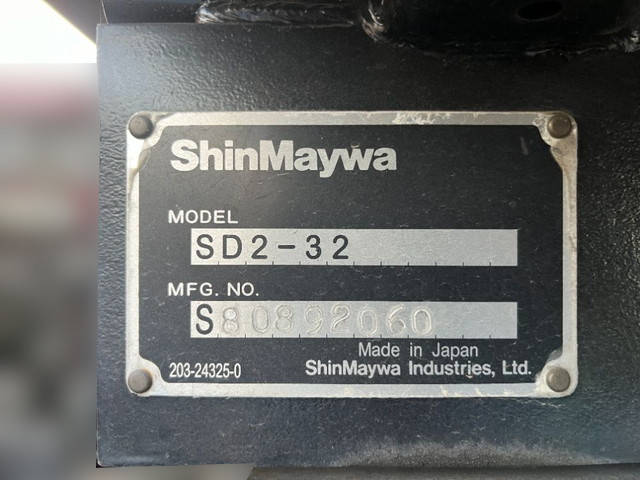 ShinMaywa
MODEL
SD2-32
MFG. NO.
S80892060
Made in Japan
203-24325-0 ShinMaywa Industries, Ltd.